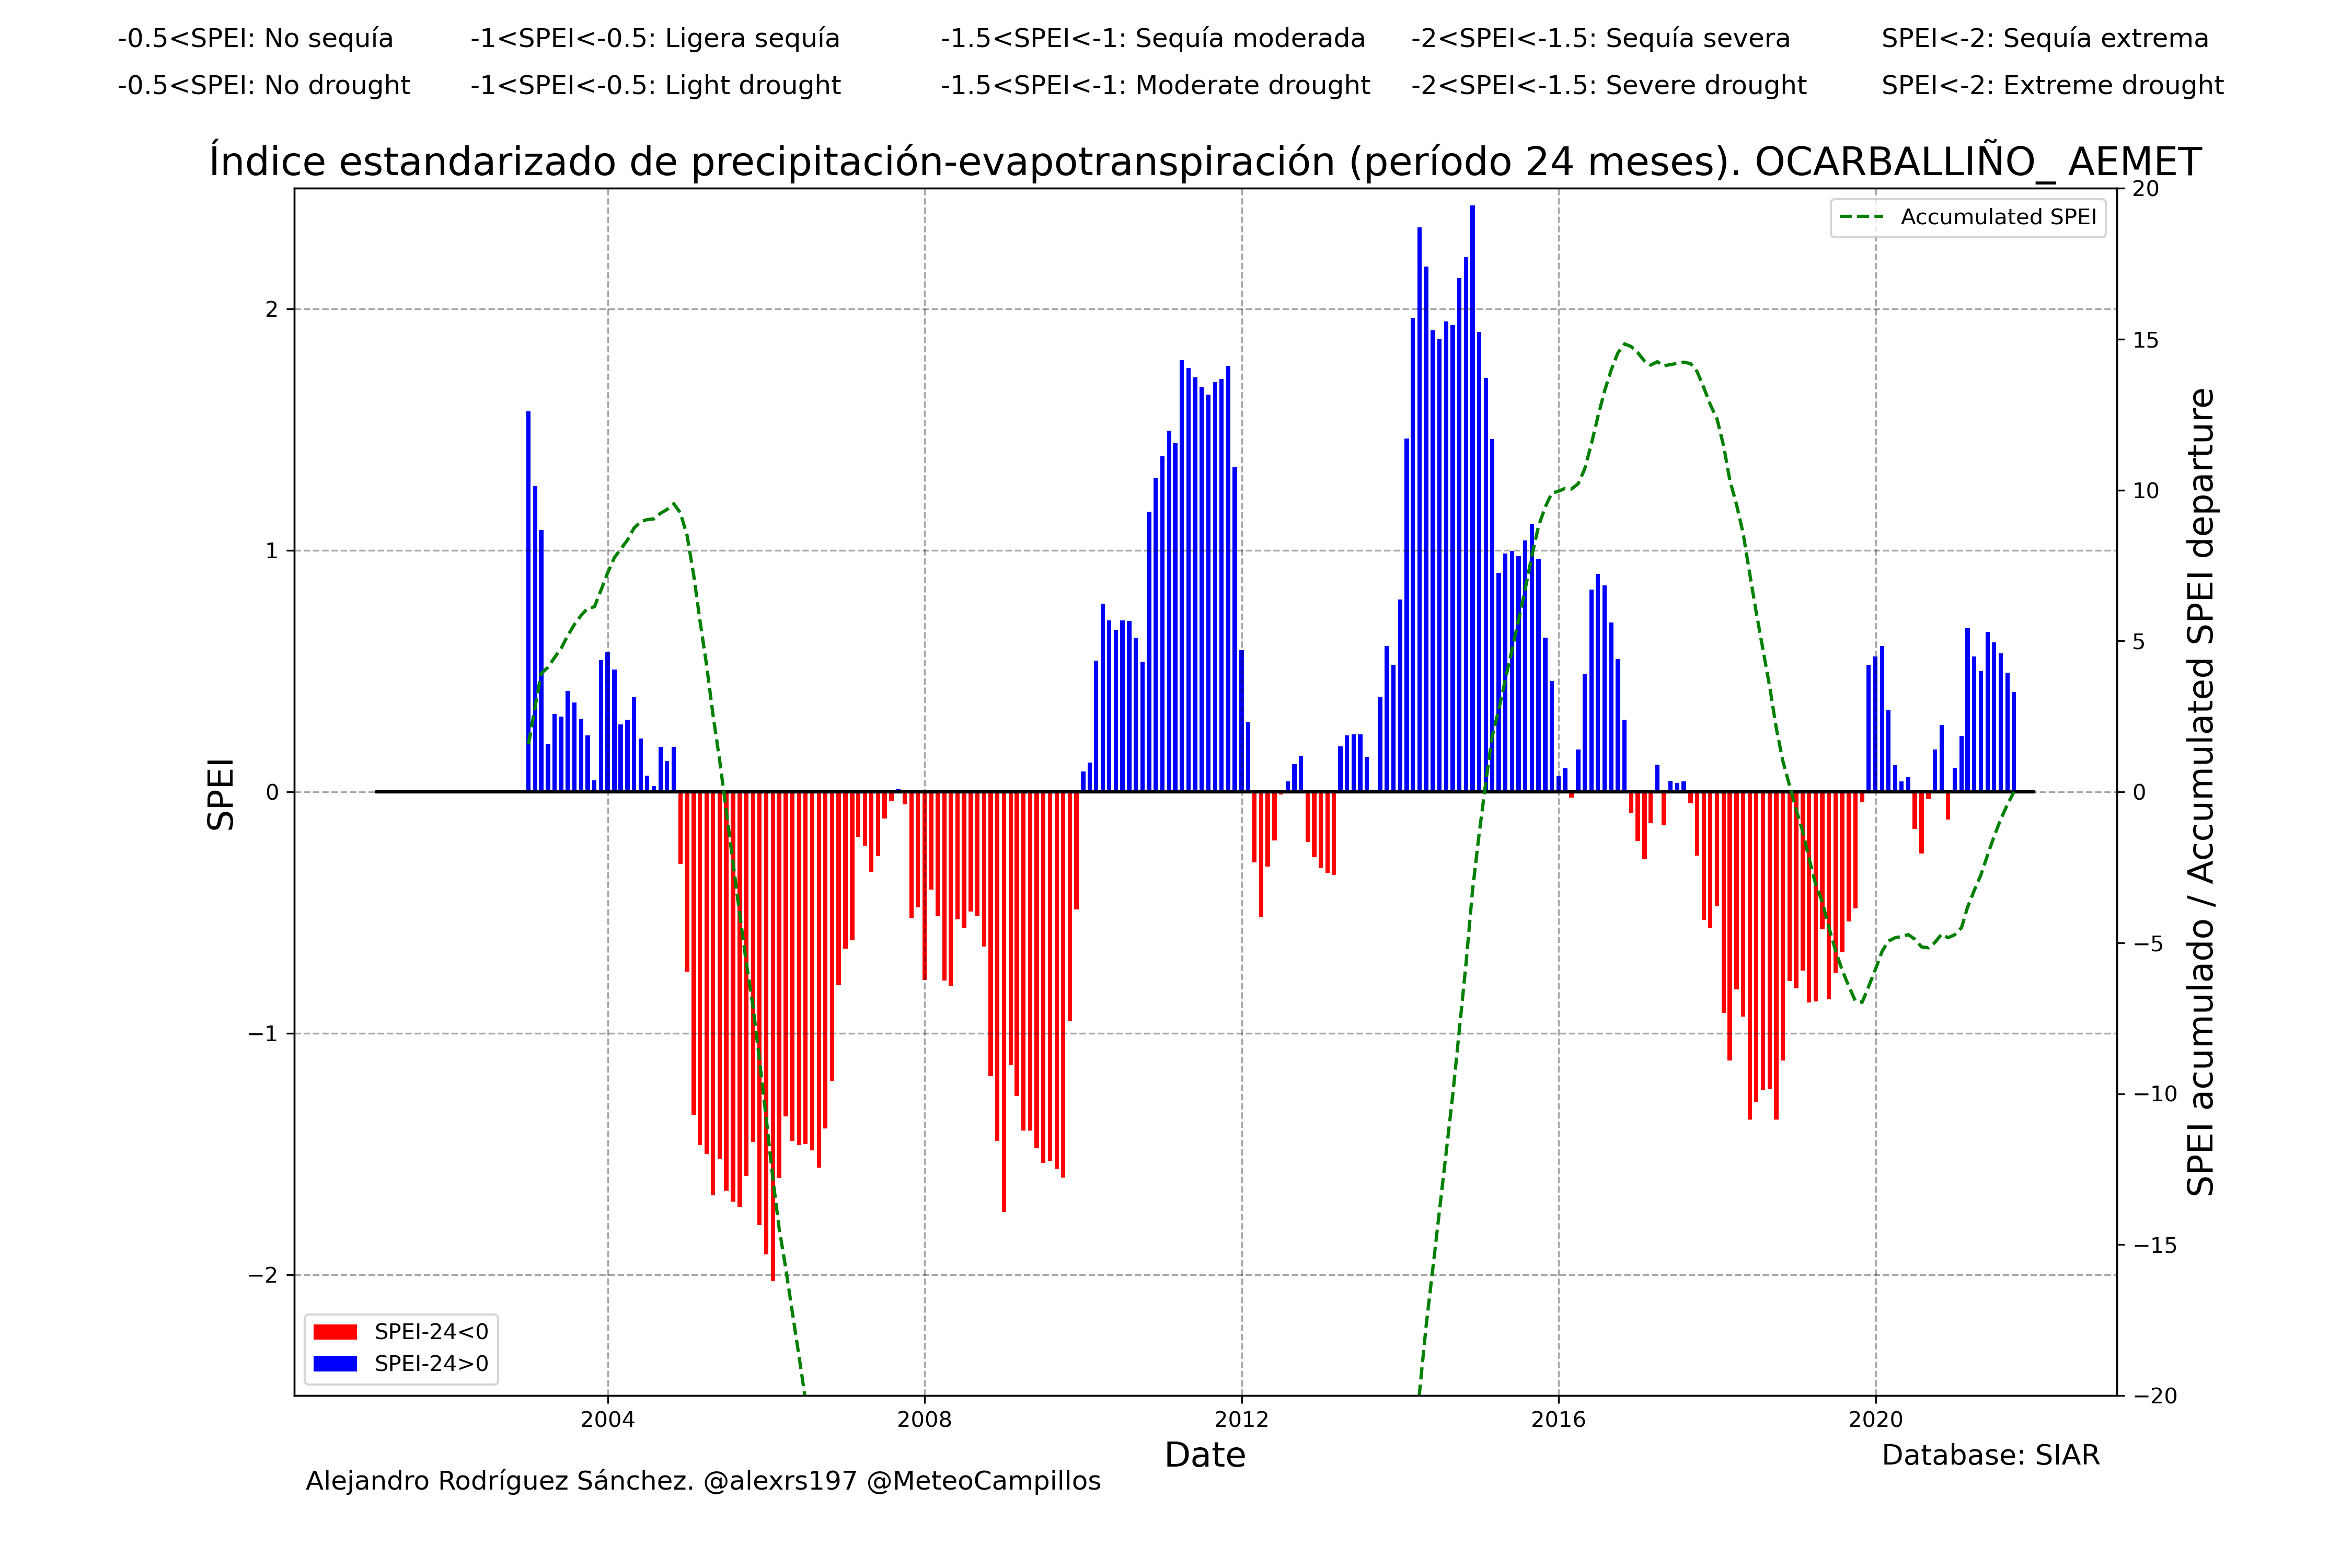 -0.5<SPEI: No sequía -1<SPEI<-0.5: Ligera sequía -1.5<SPEI<-1: Sequía moderada -2<SPEI<-1.5: Sequía severa SPEI<-2: Sequía extrema
-0.5<SPEI: No drought -1<SPEI<-0.5: Light drought -1.5<SPEI<-1: Moderate drought -2<SPEI<-1.5: Severe drought SPEI<-2: Extreme drought
Índice estandarizado de precipitación-evapotranspiración (período 24 meses). OCARBALLIÑO_ AEMET
Accumulated SPEI
SPEI
2
1
0
−1
−2
20
15
10
5
0
−5
−10
−15
−20
SPEI acumulado / Accumulated SPEI departure
SPEI-24<0
SPEI-24>0
2004 2008 2012 2016 2020
Date
Database: SIAR
Alejandro Rodríguez Sánchez. @alexrs197 @MeteoCampillos